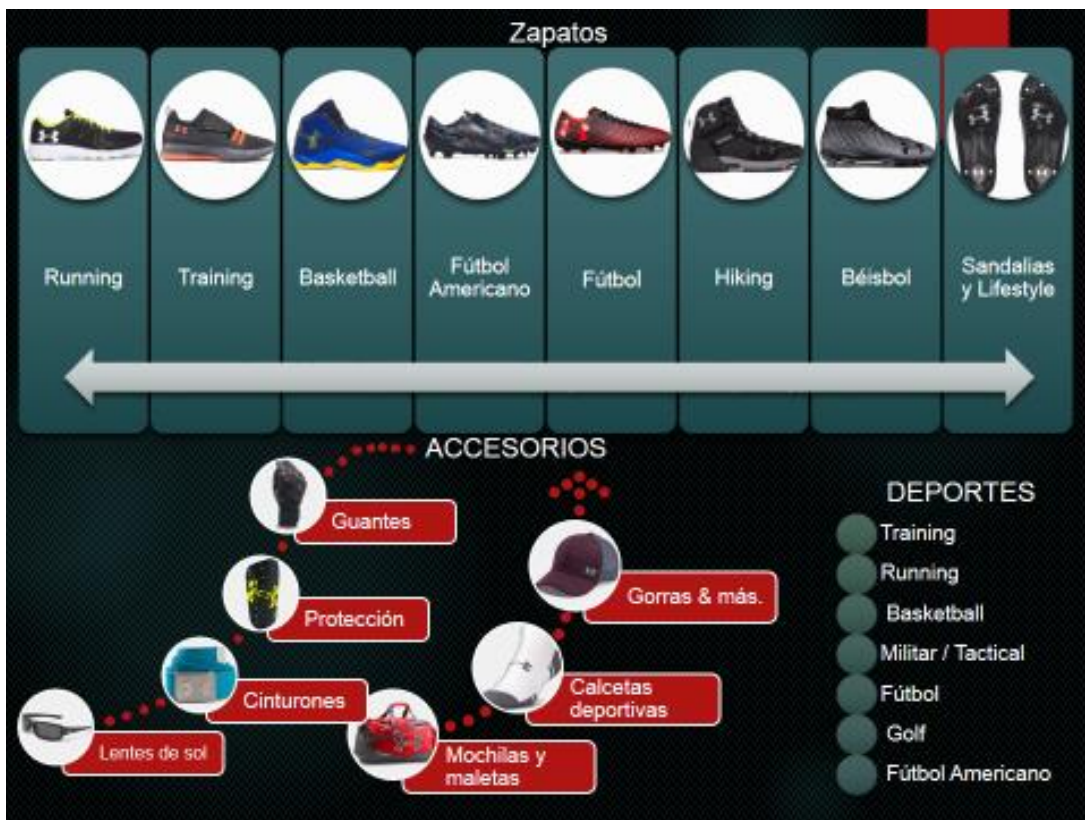 Zapatos
Running
Training
Basketball
Fútbol
Americano
Fútbol
Hiking
Béisbol
Sandalias
y Lifestyle
ACCESORIOS
Guantes
Protección
Cinturones
Lentes de sol
Gorras & más.
Calcetas
deportivas
Mochilas y
maletas
DEPORTES
Training
Running
Basketball
Militar / Tactical
Fútbol
Golf
Fútbol Americano